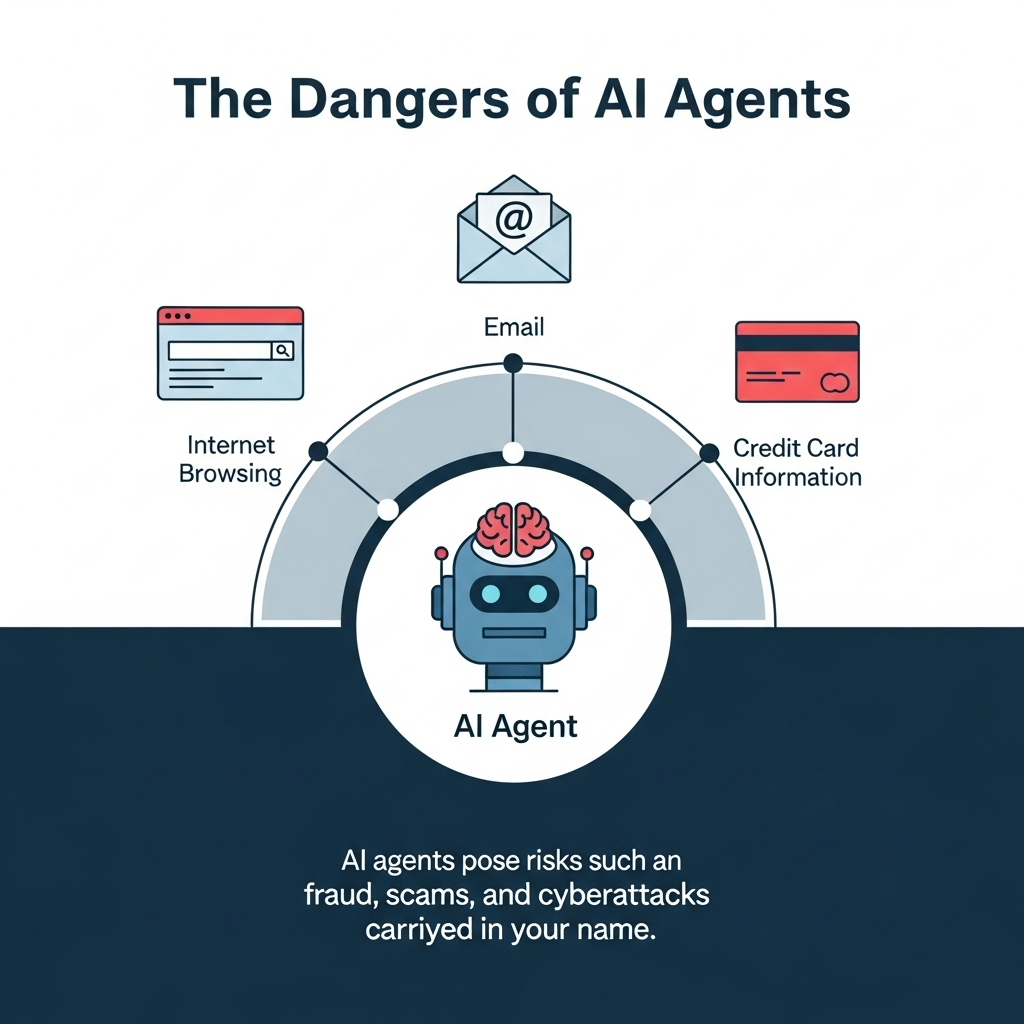 The Dangers of AI Agents
@
Email
Internet
Browsing
Credit Card
Information
AI Agent
AI agents pose risks such an
fraud, scams, and cyberattacks
carriyed in your name.